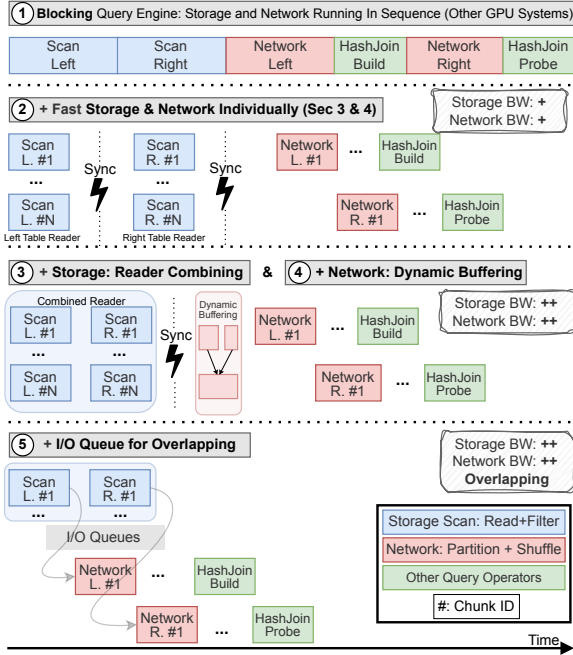 1 Blocking Query Engine: Storage and Network Running In Sequence (Other GPU Systems)
Scan Left
Scan Right
Network Left
HashJoin Build
Network Right
HashJoin Probe
2 + Fast Storage & Network Individually (Sec 3 & 4)
Storage BW: +
Network BW: +
Scan L. #1
...
Scan L. #N
Left Table Reader
Sync
Scan R. #1
...
Scan R. #N
Right Table Reader
Sync
Network L. #1
...
HashJoin Build
Network R. #1
...
HashJoin Probe
3 + Storage: Reader Combining
&
4 + Network: Dynamic Buffering
Storage BW: ++
Network BW: ++
Combined Reader
Scan L. #1
Scan R. #1
...
...
Scan L. #N
Scan R. #N
Sync
Dynamic Buffering
Network L. #1
...
HashJoin Build
Network R. #1
...
HashJoin Probe
5 + I/O Queue for Overlapping
Storage BW: ++
Network BW: ++
Overlapping
Scan L. #1
Scan R. #1
...
...
I/O Queues
Network L. #1
...
HashJoin Build
Network R. #1
...
HashJoin Probe
Storage Scan: Read+Filter
Network: Partition + Shuffle
Other Query Operators
#: Chunk ID
Time